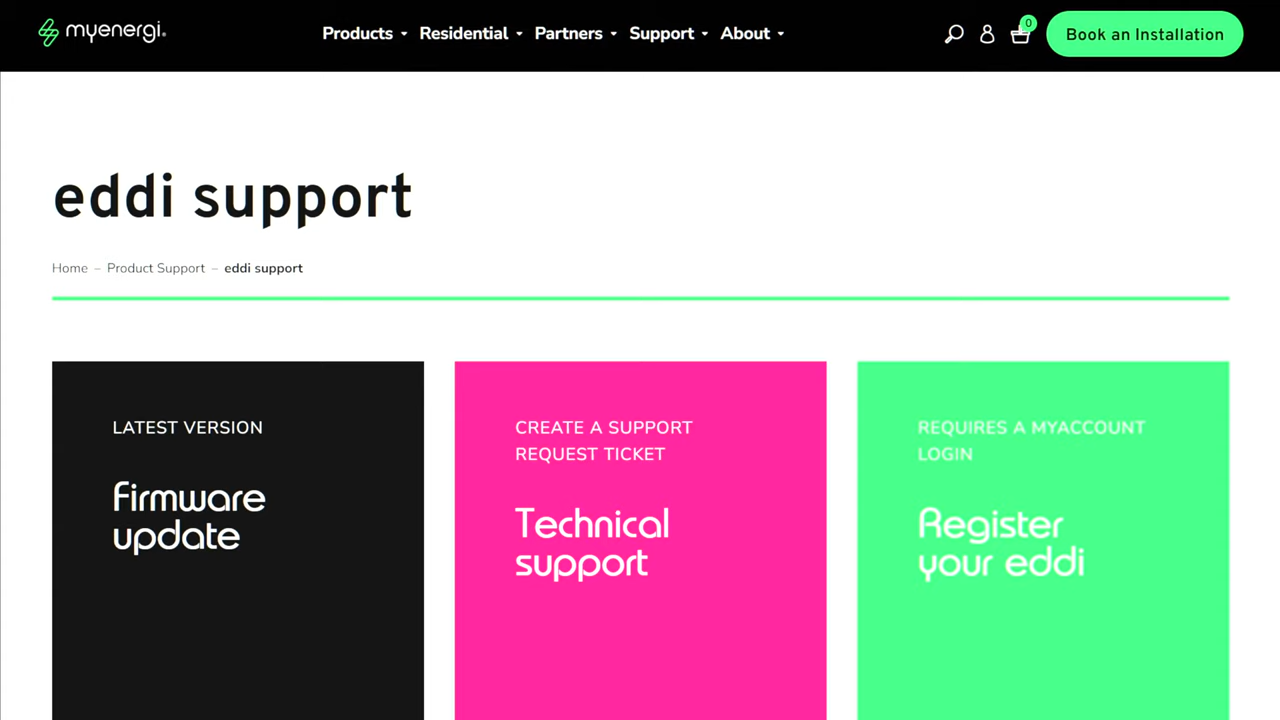 myenergi
Products Residential Partners Support About 0 Book an Installation
eddi support
Home – Product Support – eddi support
LATEST VERSION
Firmware
update
CREATE A SUPPORT
REQUEST TICKET
Technical
support
REQUIRES A MYACCOUNT
LOGIN
Register
your eddi